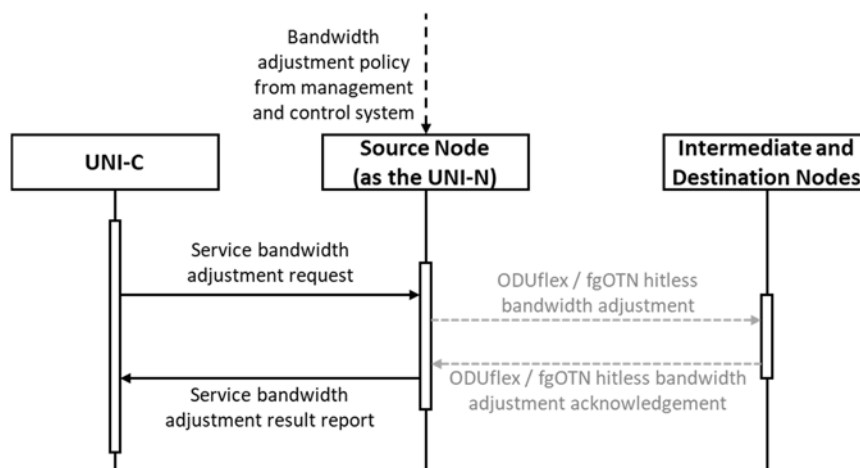 Bandwidth
adjustment policy
from management
and control system
UNI-C
Source Node
(as the UNI-N)
Intermediate and
Destination Nodes
Service bandwidth
adjustment request
ODUflex / fgOTN hitless
bandwidth adjustment
Service bandwidth
adjustment result report
ODUflex / fgOTN hitless bandwidth
adjustment acknowledgement